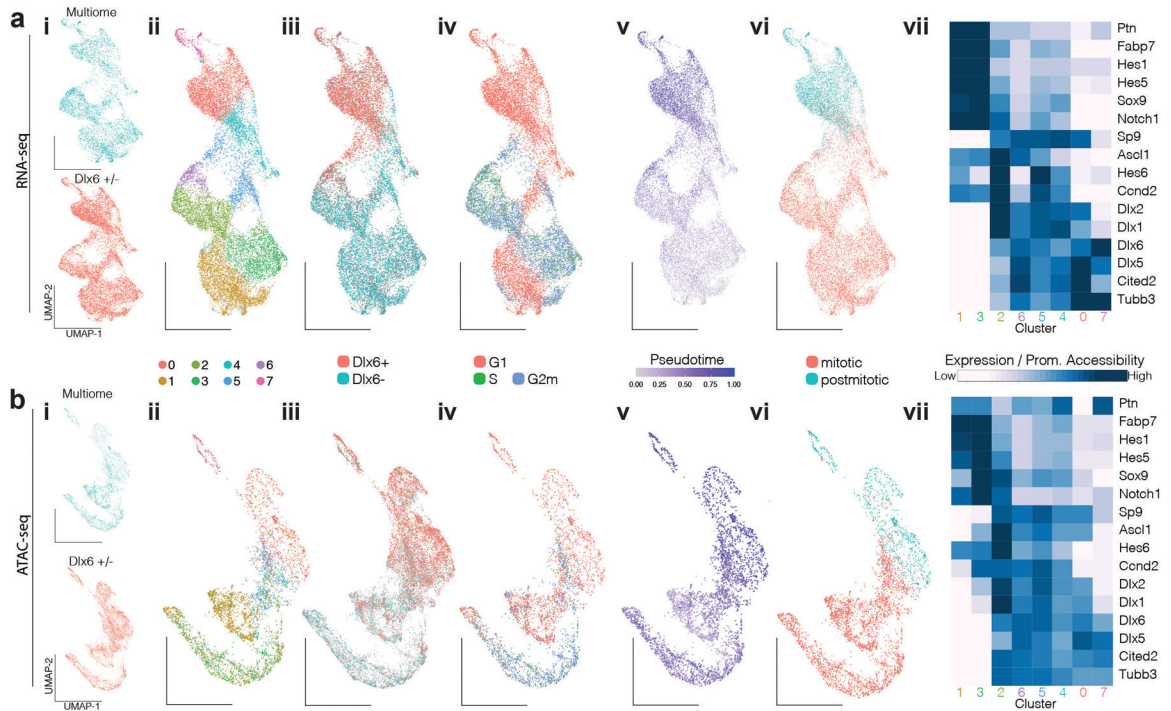 a
i
ii
iii
iv
v
vi
vii
Multiome
Dlx6 +/-
RNA-seq
UMAP-2
UMAP-1
Ptn
Fabp7
Hes1
Hes5
Sox9
Notch1
Sp9
Ascl1
Hes6
Ccnd2
Dlx2
Dlx1
Dlx6
Dlx5
Cited2
Tubb3
1 3 2 6 5 4 0 7
Cluster
0 2 4 6
1 3 5 7
Dlx6+
Dlx6-
G1
S G2m
Pseudotime
0.00 0.25 0.50 0.75 1.00
mitotic
postmitotic
Expression / Prom. Accessibility
Low High
b
i
ii
iii
iv
v
vi
vii
Multiome
Dlx6 +/-
ATAC-seq
UMAP-2
UMAP-1
Ptn
Fabp7
Hes1
Hes5
Sox9
Notch1
Sp9
Ascl1
Hes6
Ccnd2
Dlx2
Dlx1
Dlx6
Dlx5
Cited2
Tubb3
1 3 2 6 5 4 0 7
Cluster